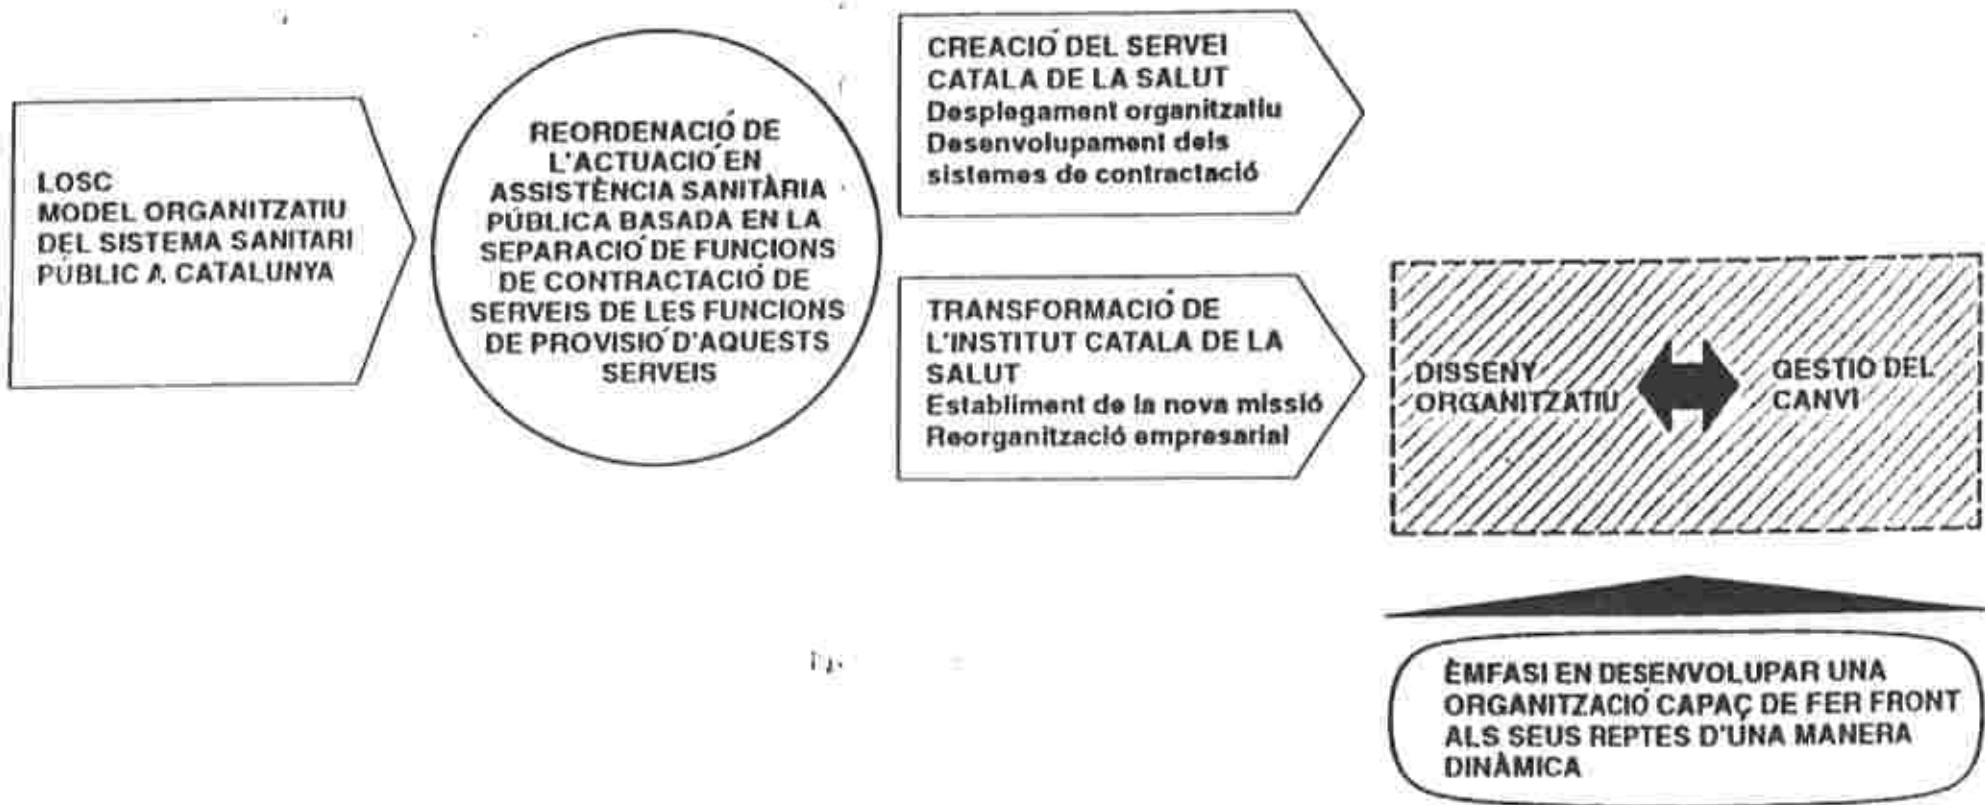 LOSC
MODEL ORGANITZATIU
DEL SISTEMA SANITARI
PÚBLIC A CATALUNYA
REORDENACIÓ DE
L'ACTUACIÓ EN
ASSISTÈNCIA SANITÀRIA
PÚBLICA BASADA EN LA
SEPARACIÓ DE FUNCIONS
DE CONTRACTACIÓ DE
SERVEIS DE LES FUNCIONS
DE PROVISIÓ D'AQUESTS
SERVEIS
CREACIÓ DEL SERVEI
CATALA DE LA SALUT
Desplegament organitzatiu
Desenvolupament dels
sistemes de contractació
TRANSFORMACIÓ DE
L'INSTITUT CATALA DE LA
SALUT
Establiment de la nova missió
Reorganització empresarial
DISSENY
ORGANITZATIU
GESTIÓ DEL
CANVI
ÈMFASI EN DESENVOLUPAR UNA
ORGANITZACIÓ CAPAÇ DE FER FRONT
ALS SEUS REPTES D'UNA MANERA
DINÀMICA